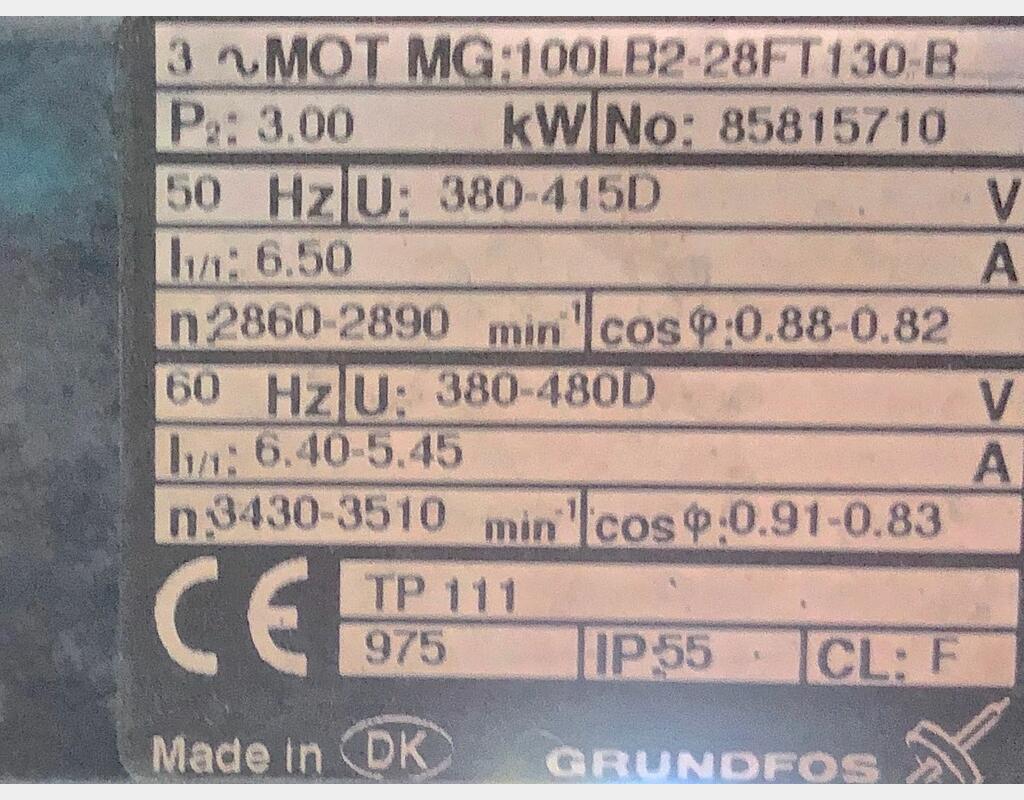 3 ~ MOT MG:100LB2-28FT130-B
P₂: 3.00 kW No: 85815710
50 Hz U: 380-415D V
I₁/₁: 6.50 A
n:2860-2890 min⁻¹ cos φ:0.88-0.82
60 Hz U: 380-480D V
I₁/₁: 6.40-5.45 A
n:3430-3510 min⁻¹ cos φ:0.91-0.83
CE TP 111
975 IP:55 CL: F
Made in DK GRUNDFOS